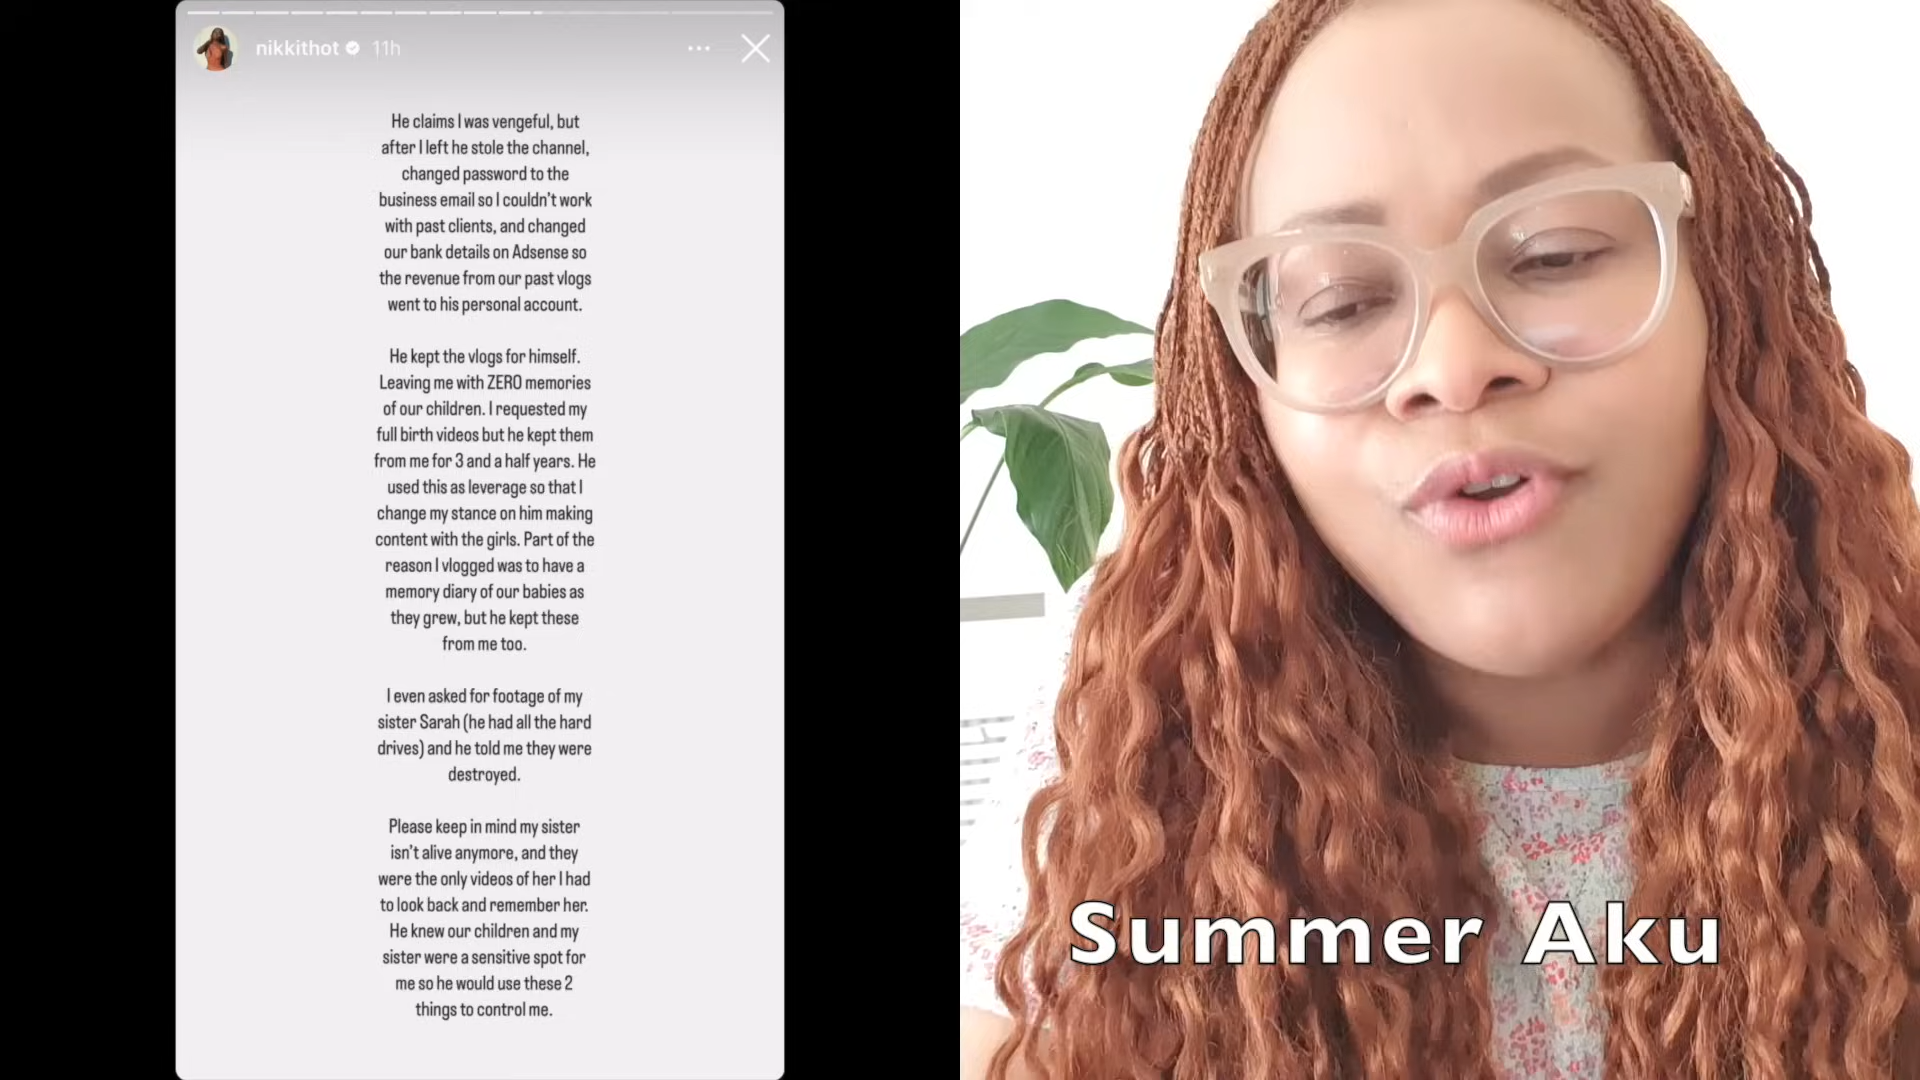 nikkithot 11h
He claims I was vengeful, but
after I left he stole the channel,
changed password to the
business email so I couldn't work
with past clients, and changed
our bank details on Adsense so
the revenue from our past vlogs
went to his personal account.
He kept the vlogs for himself.
Leaving me with ZERO memories
of our children. I requested my
full birth videos but he kept them
from me for 3 and a half years. He
used this as leverage so that I
change my stance on him making
content with the girls. Part of the
reason I vlogged was to have a
memory diary of our babies as
they grew, but he kept these
from me too.
I even asked for footage of my
sister Sarah (he had all the hard
drives) and he told me they were
destroyed.
Please keep in mind my sister
isn't alive anymore, and they
were the only videos of her I had
to look back and remember her.
He knew our children and my
sister were a sensitive spot for
me so he would use these 2
things to control me.
Summer Aku